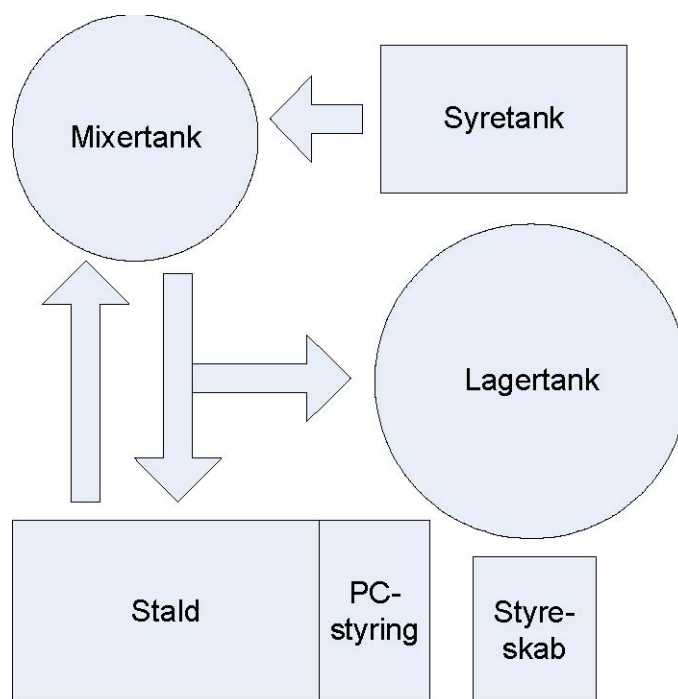 Mixertank
Syretank
Lagertank
Stald
PC-
styring
Styre-
skab